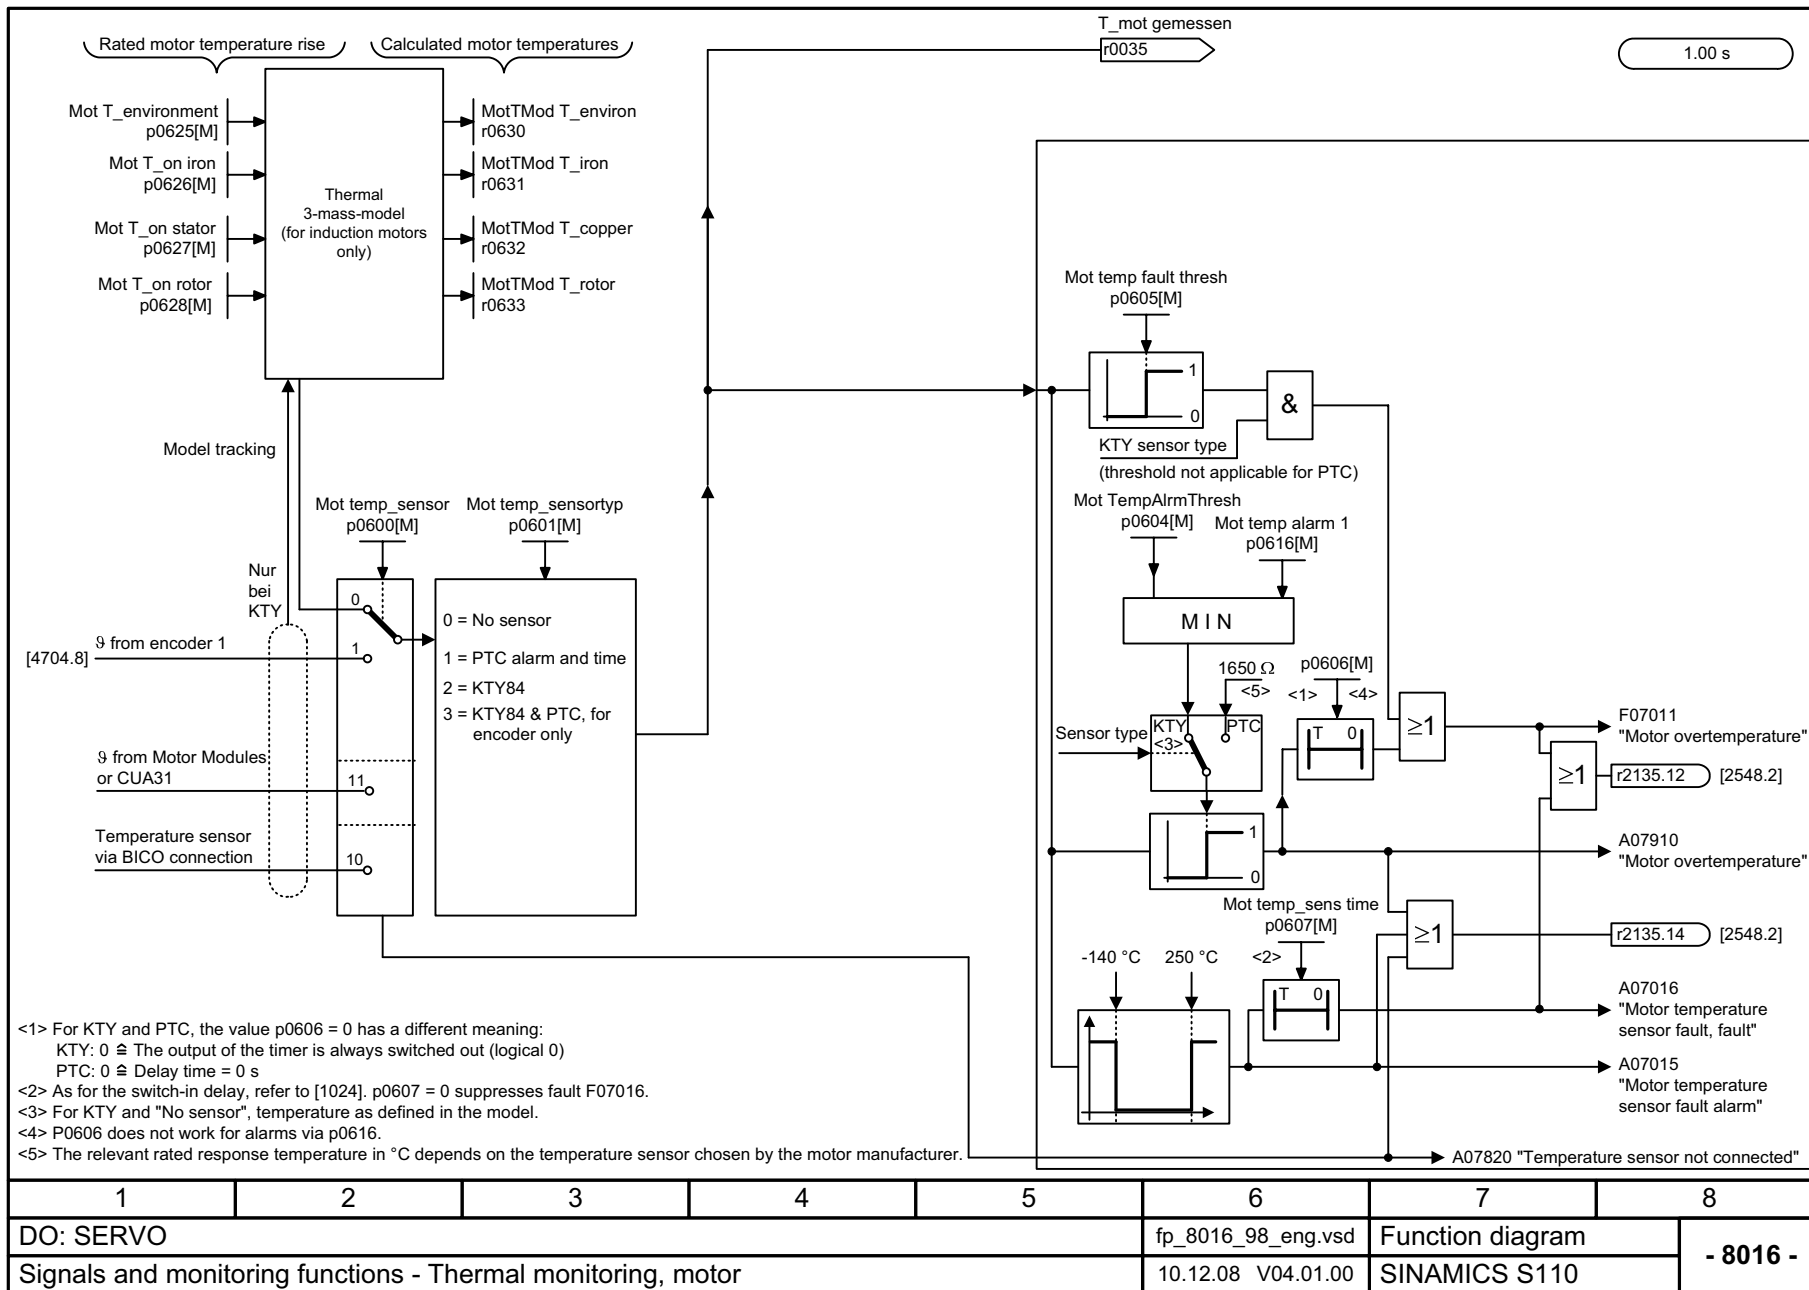 T_mot gemessen
r0035
1.00 s
Rated motor temperature rise
Calculated motor temperatures
Mot T_environment
p0625[M]
Mot T_on iron
p0626[M]
Mot T_on stator
p0627[M]
Mot T_on rotor
p0628[M]
Thermal
3-mass-model
(for induction motors
only)
MotTMod T_environ
r0630
MotTMod T_iron
r0631
MotTMod T_copper
r0632
MotTMod T_rotor
r0633
Model tracking
Mot temp_sensor
p0600[M]
Mot temp_sensortyp
p0601[M]
Nur
bei
KTY
0
1
11
10
[4704.8]
ϑ from encoder 1
ϑ from Motor Modules
or CUA31
Temperature sensor
via BICO connection
0 = No sensor
1 = PTC alarm and time
2 = KTY84
3 = KTY84 & PTC, for
encoder only
Mot temp fault thresh
p0605[M]
1
0
&
KTY sensor type
(threshold not applicable for PTC)
Mot TempAlrmThresh
p0604[M]
Mot temp alarm 1
p0616[M]
M I N
1650 Ω
<5>
p0606[M]
<1>
<4>
Sensor type
KTY
<3>
PTC
T 0
≥1
1
0
F07011
"Motor overtemperature"
≥1
r2135.12
[2548.2]
A07910
"Motor overtemperature"
Mot temp_sens time
p0607[M]
<2>
T 0
≥1
r2135.14
[2548.2]
-140 °C
250 °C
A07016
"Motor temperature
sensor fault, fault"
A07015
"Motor temperature
sensor fault alarm"
A07820 "Temperature sensor not connected"
<1> For KTY and PTC, the value p0606 = 0 has a different meaning:
KTY: 0 ≙ The output of the timer is always switched out (logical 0)
PTC: 0 ≙ Delay time = 0 s
<2> As for the switch-in delay, refer to [1024]. p0607 = 0 suppresses fault F07016.
<3> For KTY and "No sensor", temperature as defined in the model.
<4> P0606 does not work for alarms via p0616.
<5> The relevant rated response temperature in °C depends on the temperature sensor chosen by the motor manufacturer.
1 2 3 4 5 6 7 8
DO: SERVO
fp_8016_98_eng.vsd
Function diagram
- 8016 -
Signals and monitoring functions - Thermal monitoring, motor
10.12.08 V04.01.00
SINAMICS S110